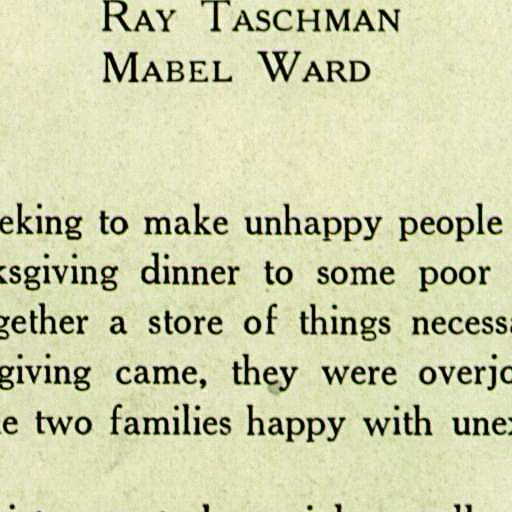 RAY TASCHMAN
MABEL WARD
eking to make unhappy people
ksgiving dinner to some poor
gether a store of things necessa
giving came, they were overjo
e two families happy with unex